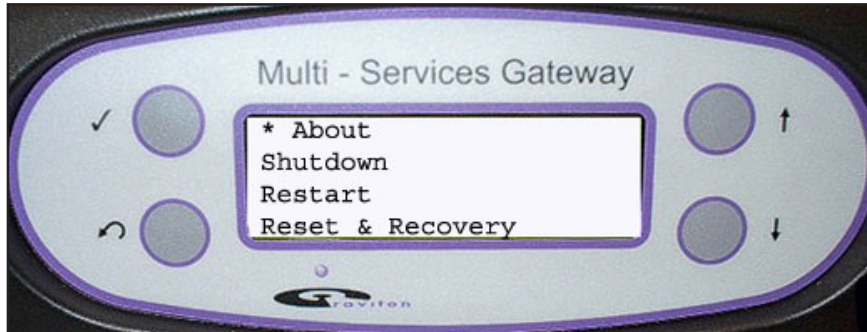 Multi - Services Gateway
* About
Shutdown
Restart
Reset & Recovery
Graviton